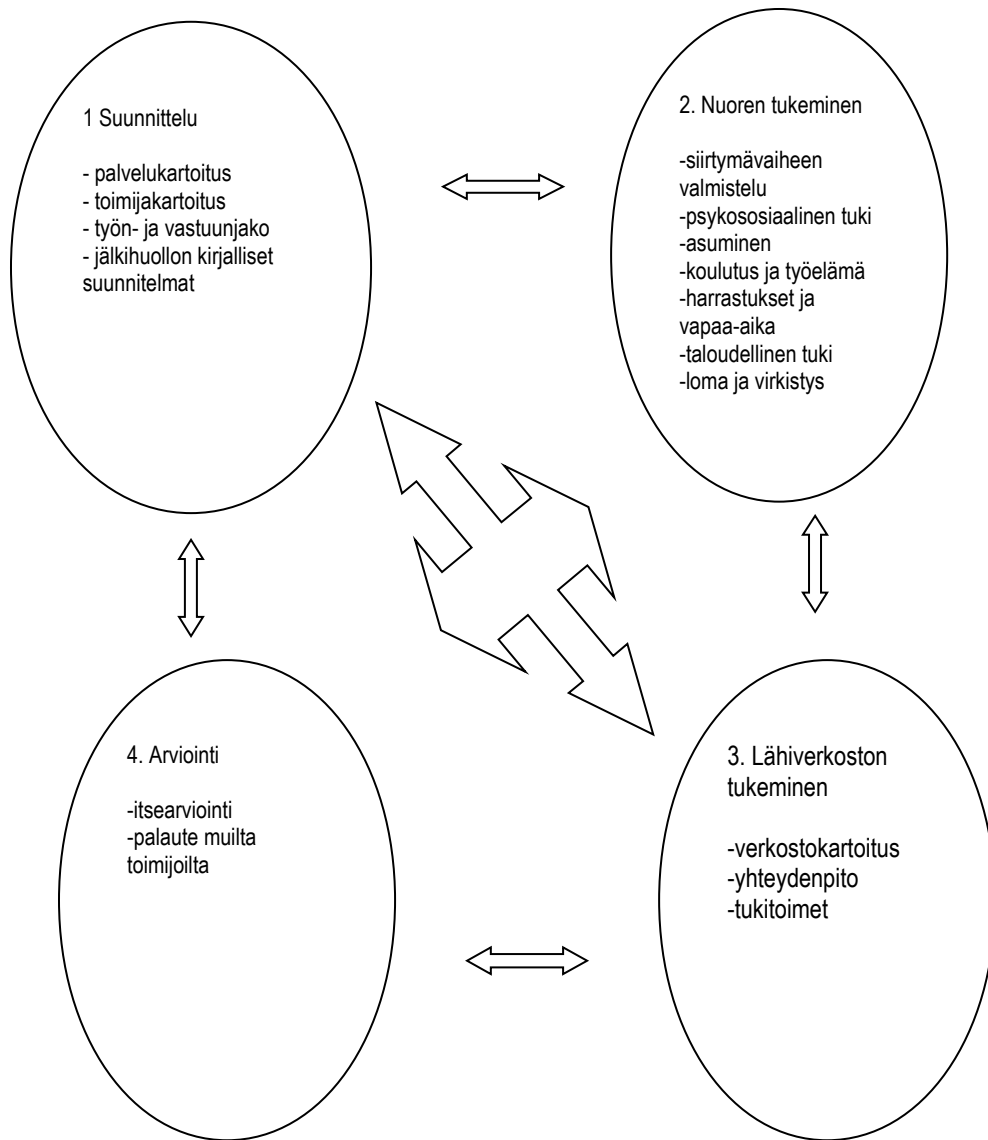 1 Suunnittelu
- palvelukartoitus
- toimijakartoitus
- työn- ja vastuunjako
- jälkihuollon kirjalliset
suunnitelmat
2. Nuoren tukeminen
-siirtymävaiheen
valmistelu
-psykososiaalinen tuki
-asuminen
-koulutus ja työelämä
-harrastukset ja
vapaa-aika
-taloudellinen tuki
-loma ja virkistys
3. Lähiverkoston
tukeminen
-verkostokartoitus
-yhteydenpito
-tukitoimet
4. Arviointi
-itsearviointi
-palaute muilta
toimijoilta